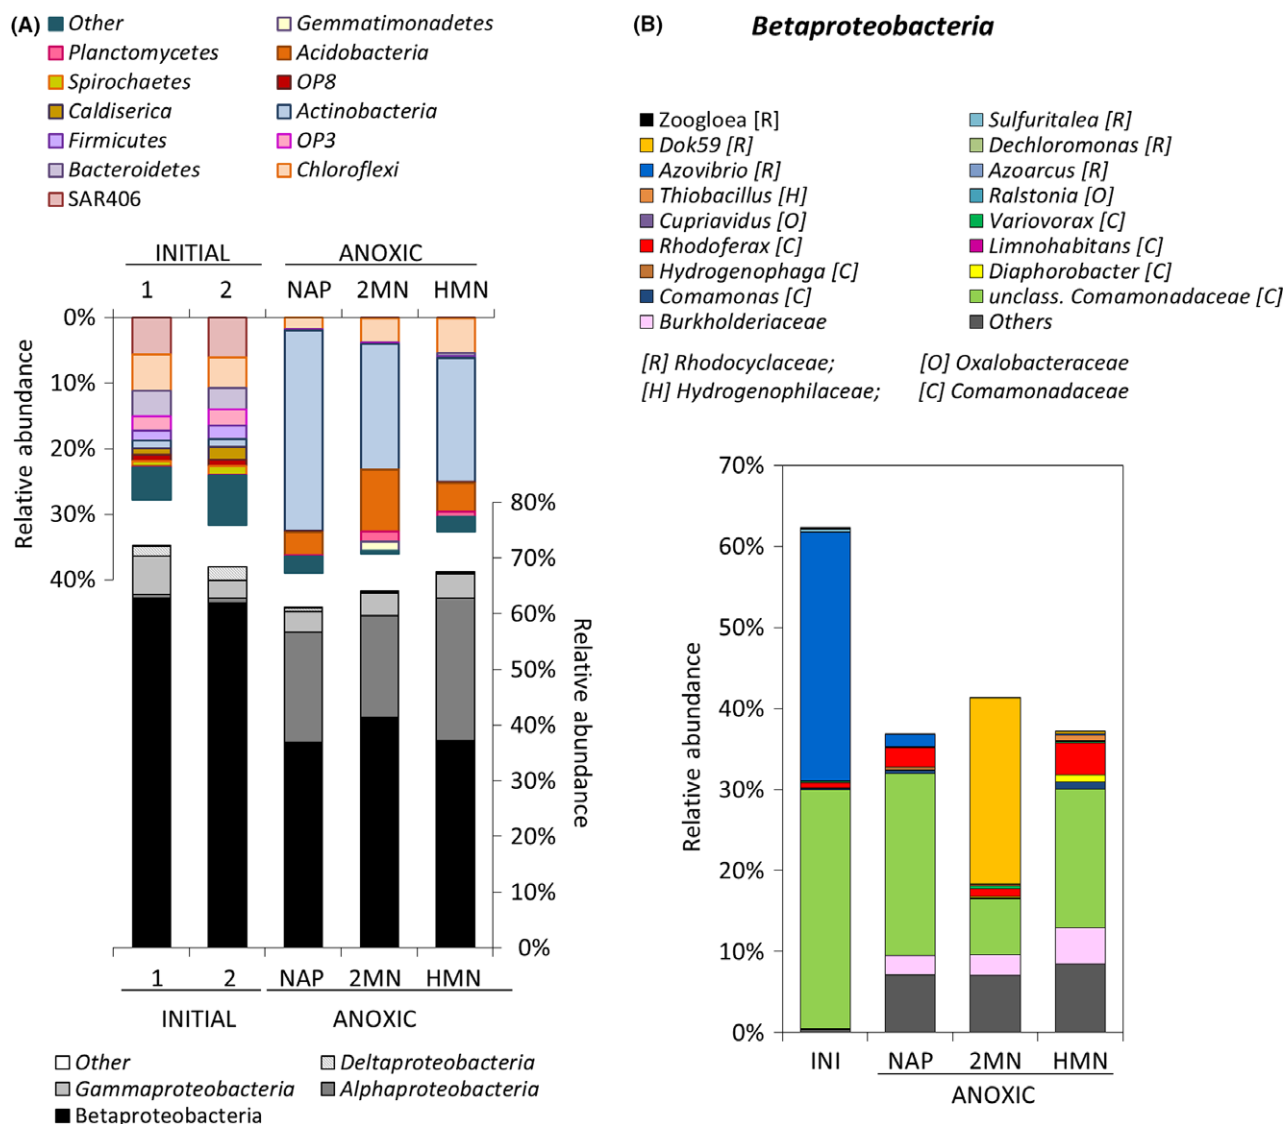 (A)
Other
Gemmatimonadetes
Planctomycetes
Acidobacteria
Spirochaetes
OP8
Caldiserica
Actinobacteria
Firmicutes
OP3
Bacteroidetes
Chloroflexi
SAR406
INITIAL ANOXIC
1 2 NAP 2MN HMN
0%
10%
20%
30%
40%
Relative abundance
80%
70%
60%
50%
40%
30%
20%
10%
0%
Relative abundance
1 2 NAP 2MN HMN
INITIAL ANOXIC
Other
Deltaproteobacteria
Gammaproteobacteria
Alphaproteobacteria
Betaproteobacteria
(B) Betaproteobacteria
Zoogloea [R]
Sulfuritalea [R]
Dok59 [R]
Dechloromonas [R]
Azovibrio [R]
Azoarcus [R]
Thiobacillus [H]
Ralstonia [O]
Cupriavidus [O]
Variovorax [C]
Rhodoferax [C]
Limnohabitans [C]
Hydrogenophaga [C]
Diaphorobacter [C]
Comamonas [C]
unclass. Comamonadaceae [C]
Burkholderiaceae
Others
[R] Rhodocyclaceae; [O] Oxalobacteraceae
[H] Hydrogenophilaceae; [C] Comamonadaceae
70%
60%
50%
40%
30%
20%
10%
0%
Relative abundance
INI NAP 2MN HMN
ANOXIC